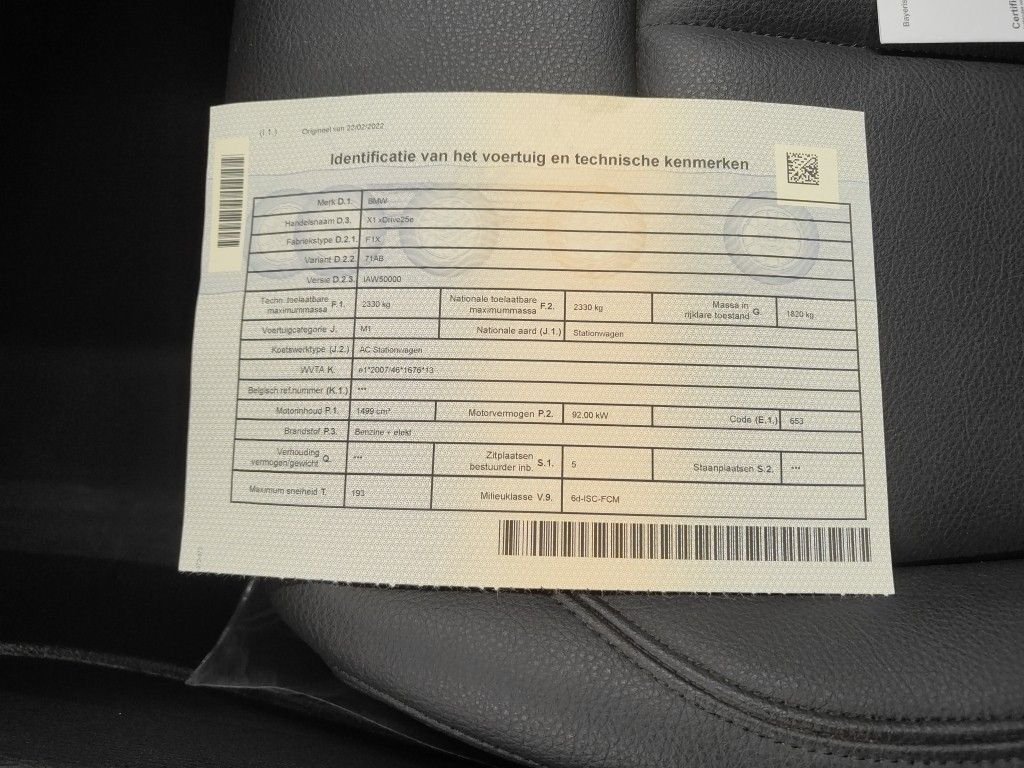 (I.1.) Origineel van 22/02/2022
Identificatie van het voertuig en technische kenmerken
Merk D.1. BMW
Handelsnaam D.3. X1 xDrive25e
Fabriekstype D.2.1. F1X
Variant D.2.2. 71AB
Versie D.2.3. IAW50000
Techn. toelaatbare maximummassa F.1. 2330 kg Nationale toelaatbare maximummassa F.2. 2330 kg Massa in rijklare toestand G. 1820 kg
Voertuigcategorie J. M1 Nationale aard (J.1.) Stationwagen
Koetswerktype (J.2.) AC Stationwagen
WVTA K. e1*2007/46*1676*13
Belgisch ref.nummer (K.1.) ***
Motorinhoud P.1. 1499 cm³ Motorvermogen P.2. 92,00 kW Code (E.1.) 653
Brandstof P.3. Benzine + elekt
Verhouding vermogen/gewicht Q. *** Zitplaatsen bestuurder inb. S.1. 5 Staanplaatsen S.2. ***
Maximum snelheid T. 193 Milieuklasse V.9. 6d-ISC-FCM